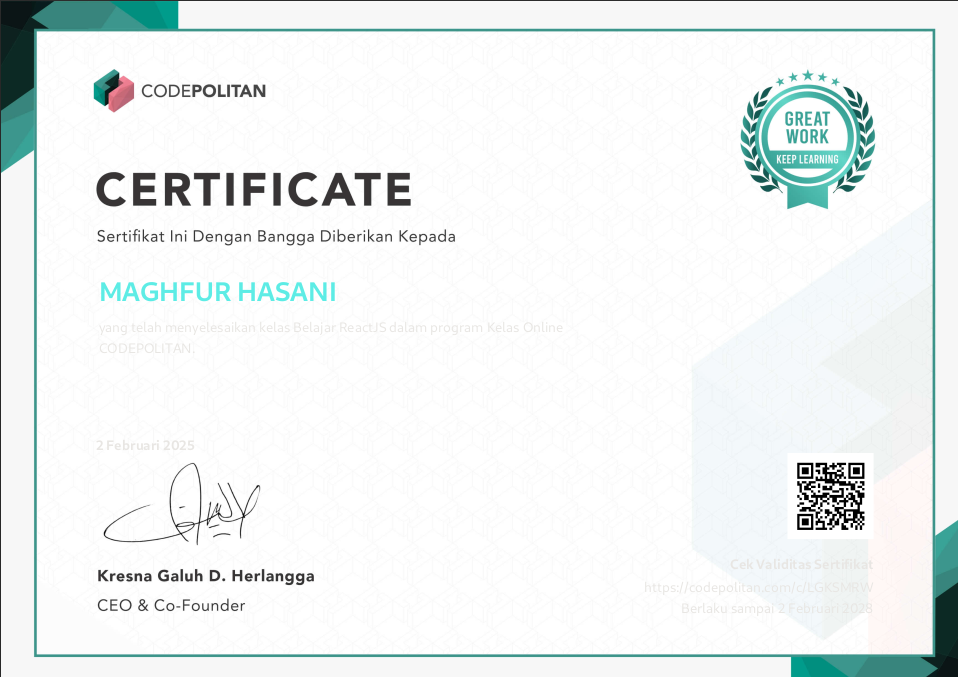 CODEPOLITAN
GREAT
WORK
KEEP LEARNING
CERTIFICATE
Sertifikat Ini Dengan Bangga Diberikan Kepada
MAGHFUR HASANI
yang telah menyelesaikan kelas Belajar ReactJS dalam program Kelas Online
CODEPOLITAN.
2 Februari 2025
Kresna Galuh D. Herlangga
CEO & Co-Founder
Cek Validitas Sertifikat
https://codepolitan.com/c/LGKSMRW
Berlaku sampai 2 Februari 2028